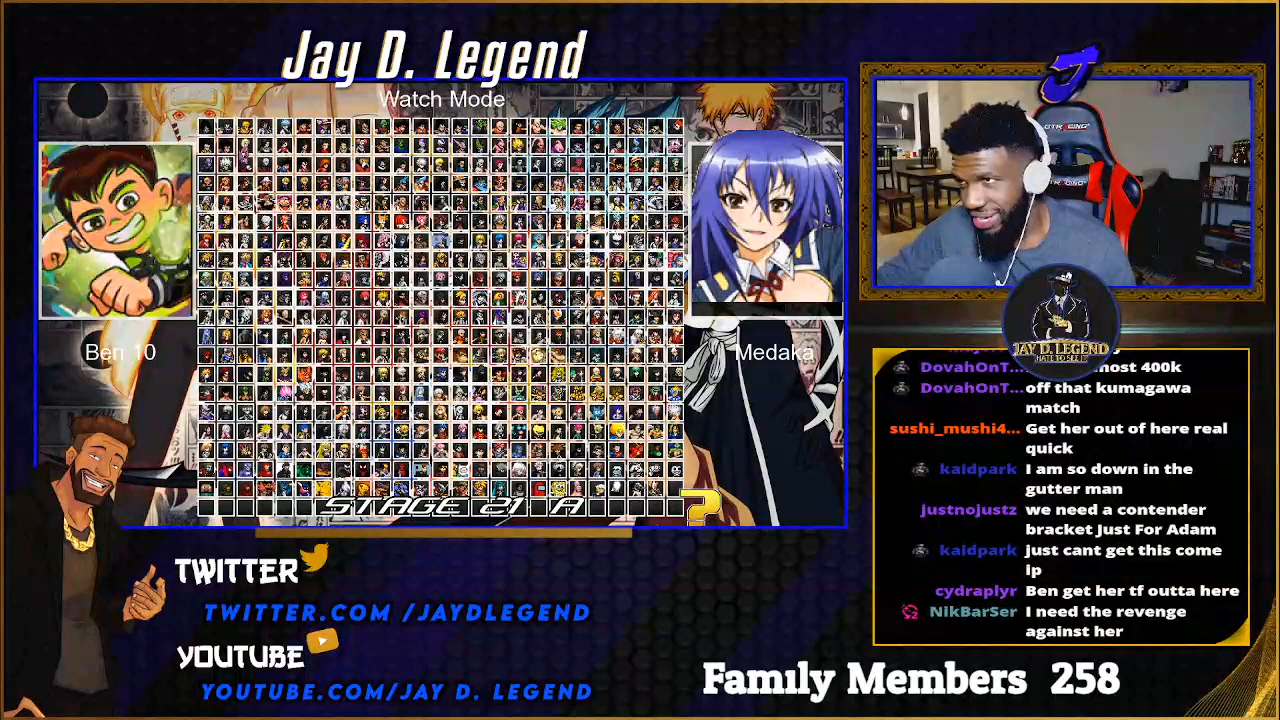 Jay D. Legend
Watch Mode
Ben 10
Medaka
STAGE 21 A
?
J
GTRACING
GTRACING
JAY D. LEGEND
DovahOnT... most 400k
DovahOnT... off that kumagawa
match
sushi_mushi4... Get her out of here real
quick
kaidpark I am so down in the
gutter man
justnojustz we need a contender
bracket Just For Adam
kaidpark just cant get this come
ip
cydraplyr Ben get her tf outta here
NikBarSer I need the revenge
against her
TWITTER
TWITTER.COM /JAYDLEGEND
YOUTUBE
YOUTUBE.COM/JAY D. LEGEND
Family Members 258